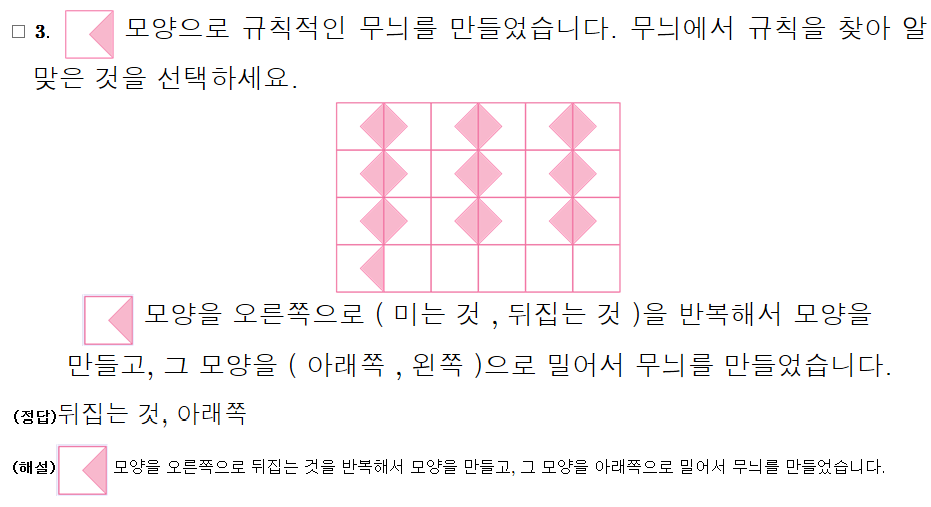 □ 3. 모양으로 규칙적인 무늬를 만들었습니다. 무늬에서 규칙을 찾아 알
맞은 것을 선택하세요.
모양을 오른쪽으로 ( 미는 것 , 뒤집는 것 )을 반복해서 모양을
만들고, 그 모양을 ( 아래쪽 , 왼쪽 )으로 밀어서 무늬를 만들었습니다.
(정답)뒤집는 것, 아래쪽
(해설) 모양을 오른쪽으로 뒤집는 것을 반복해서 모양을 만들고, 그 모양을 아래쪽으로 밀어서 무늬를 만들었습니다.